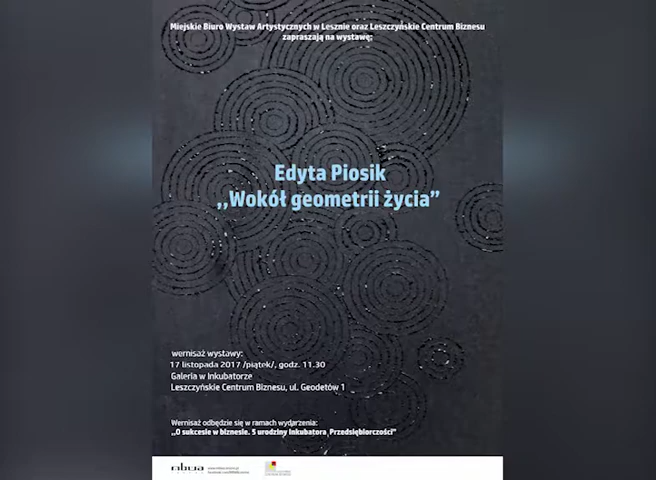 Miejskie Biuro Wystaw Artystycznych w Lesznie oraz Leszczyńskie Centrum Biznesu
zapraszają na wystawę:
Edyta Piosik
,,Wokół geometrii życia”
wernisaż wystawy:
17 listopada 2017 /piątek/, godz. 11.30
Galeria w Inkubatorze
Leszczyńskie Centrum Biznesu, ul. Geodetów 1
Wernisaż odbędzie się w ramach wydarzenia:
,,O sukcesie w biznesie. 5 urodziny Inkubatora Przedsiębiorczości”
mbwa